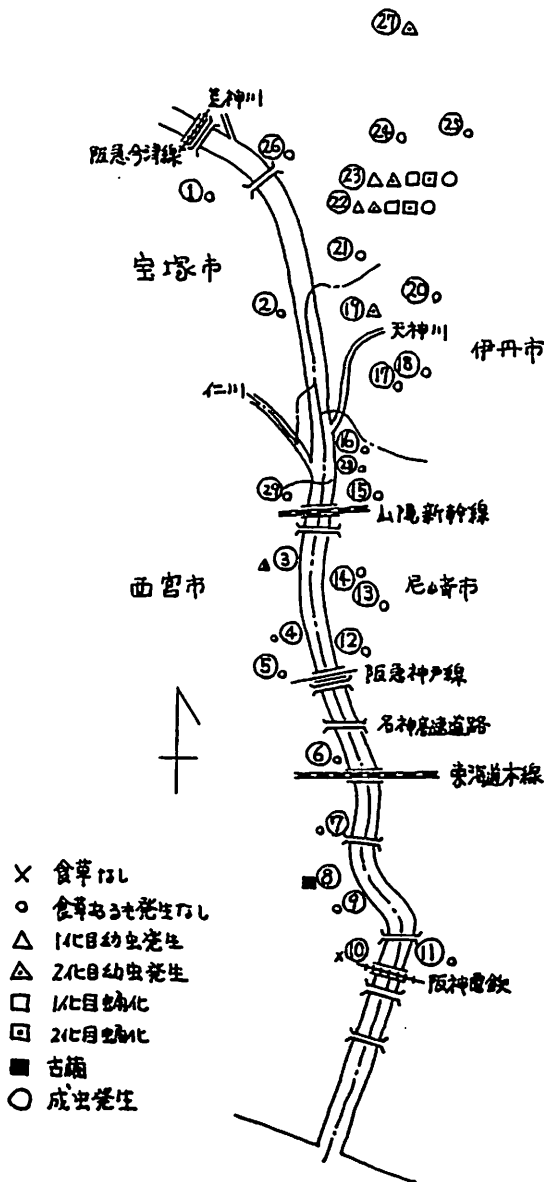 ㉗
荒神川
阪急今津線
㉖
㉔
㉕
①
㉓
㉒
宝塚市
㉑
②
⑲
⑳
天神川
伊丹市
⑰
⑱
仁川
⑯
㉘
㉙
⑮
山陽新幹線
③
西宮市
⑭
⑬
尼崎市
④
⑫
⑤
阪急神戸線
名神高速道路
⑥
東海道本線
⑦
⑧
⑨
⑩
⑪
阪神電鉄
× 食草なし
○ 食草あるも発生なし
△ 1化目幼虫発生
2化目幼虫発生
□ 1化目蛹化
2化目蛹化
■ 古繭
○ 成虫発生